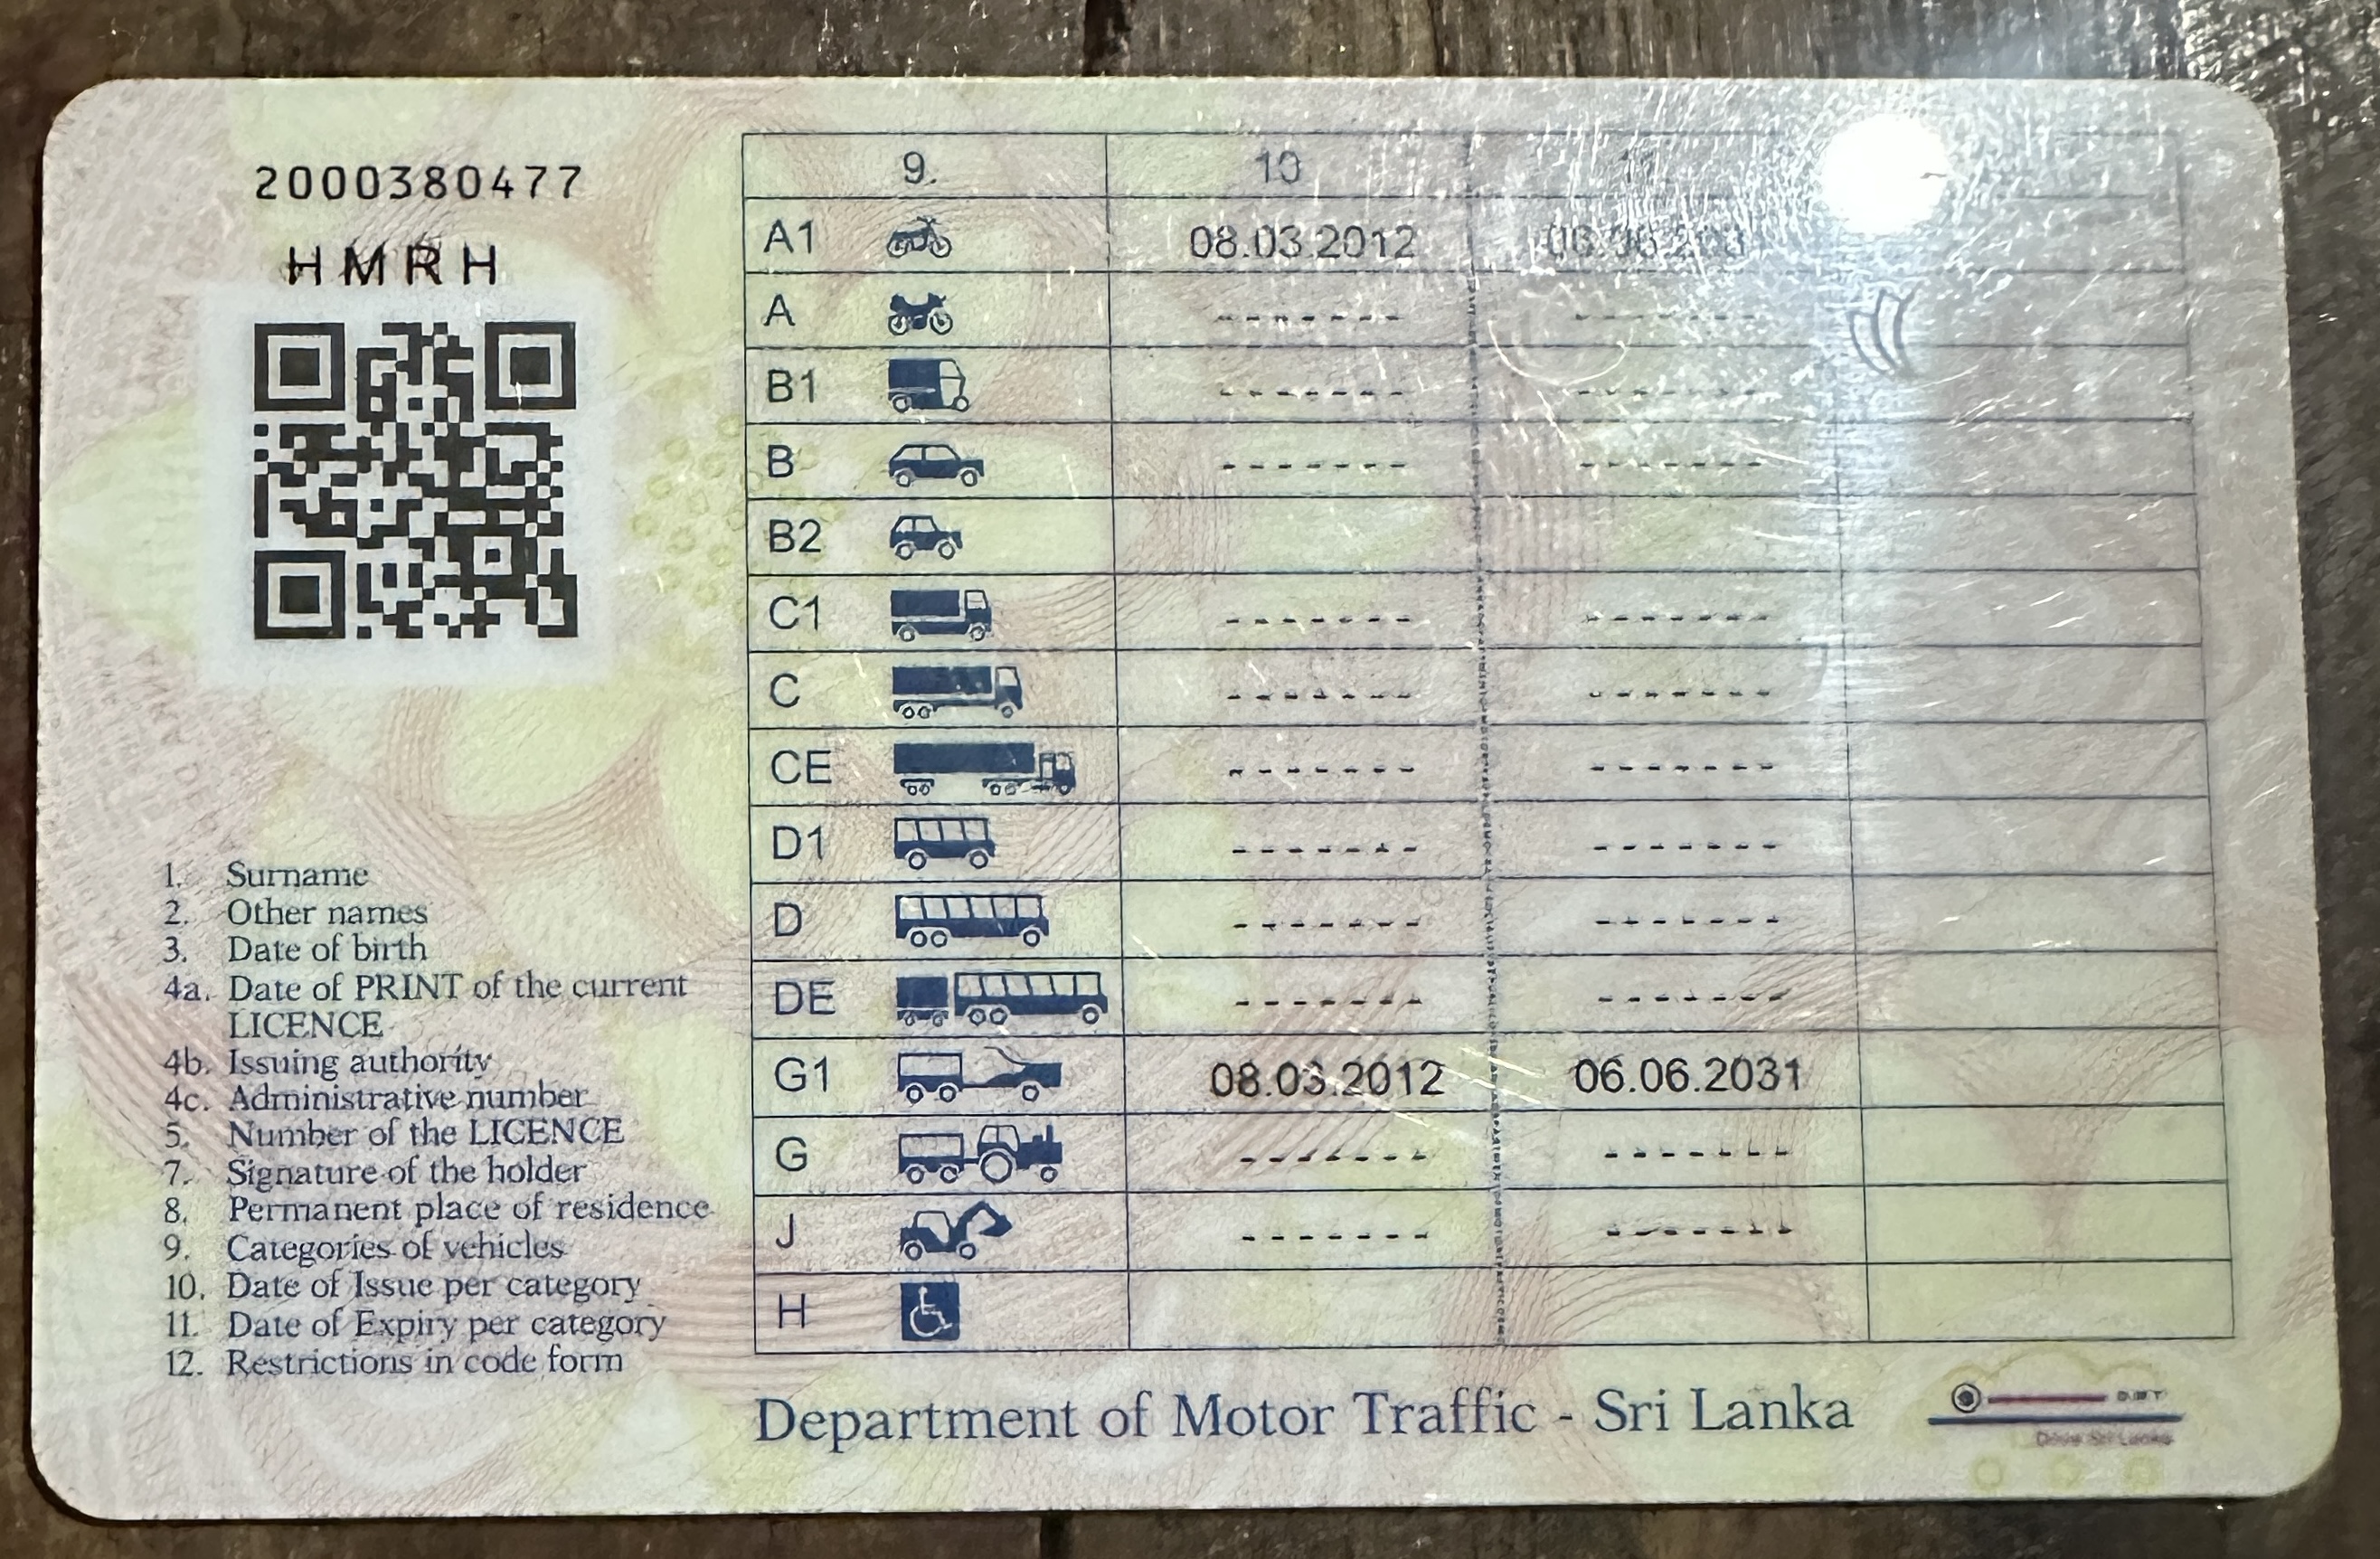 2000380477
HMRH
9. 10
A1 08.03.2012
A - - - - - - - - - - - - - -
B1 - - - - - - - - - - - - - -
B - - - - - - - - - - - - - -
B2
C1 - - - - - - - - - - - - - -
C - - - - - - - - - - - - - -
CE - - - - - - - - - - - - - -
D1 - - - - - - - - - - - - - -
D - - - - - - - - - - - - - -
DE - - - - - - - - - - - - - -
G1 08.03.2012 06.06.2031
G - - - - - - - - - - - - - -
J - - - - - - - - - - - - - -
H
1. Surname
2. Other names
3. Date of birth
4a. Date of PRINT of the current
LICENCE
4b. Issuing authority
4c. Administrative number
5. Number of the LICENCE
7. Signature of the holder
8. Permanent place of residence
9. Categories of vehicles
10. Date of Issue per category
11. Date of Expiry per category
12. Restrictions in code form
Department of Motor Traffic - Sri Lanka